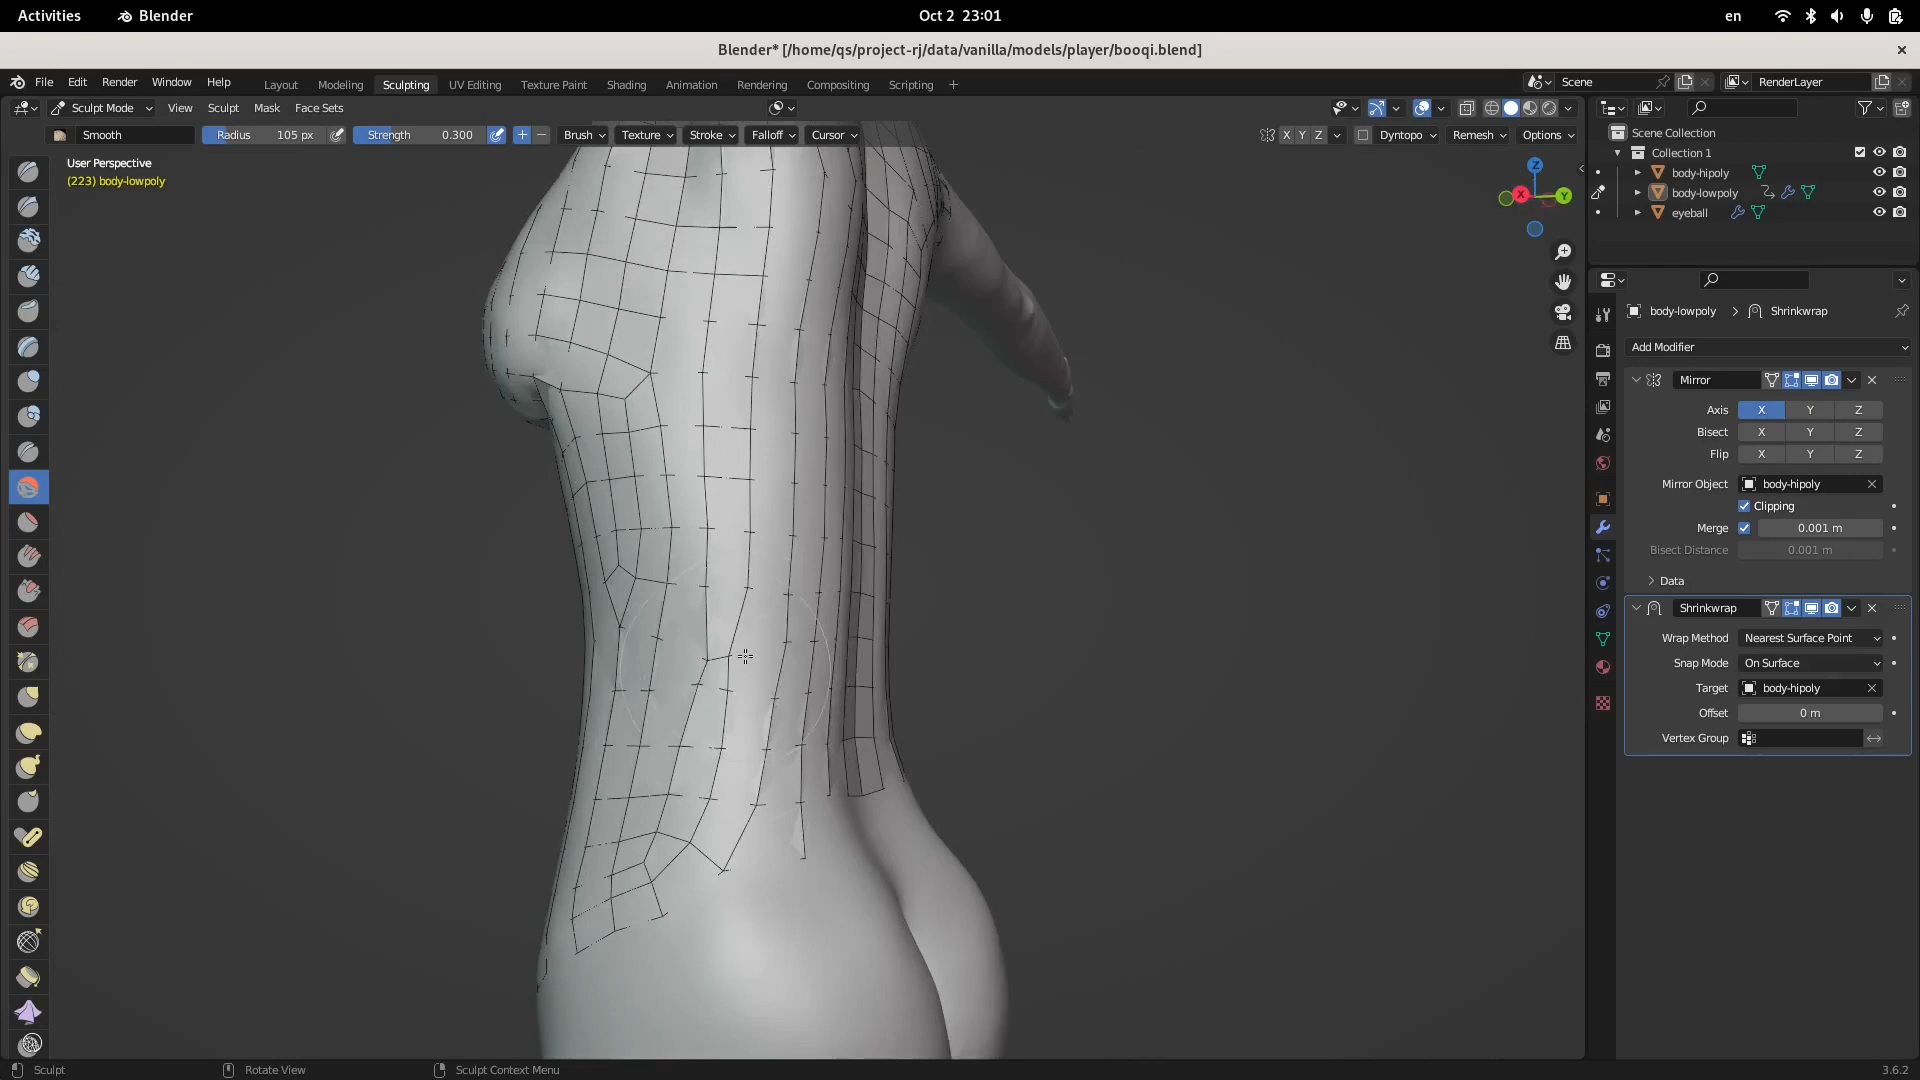 Activities Blender Oct 2 23:01 en
Blender* [/home/qs/project-rj/data/vanilla/models/player/booqi.blend]
File Edit Render Window Help Layout Modeling Sculpting UV Editing Texture Paint Shading Animation Rendering Compositing Scripting + Scene RenderLayer
Sculpt Mode View Sculpt Mask Face Sets
Smooth Radius 105 px Strength 0.300 + − Brush Texture Stroke Falloff Cursor X Y Z Dyntopo Remesh Options
User Perspective
(223) body-lowpoly
Z
X
Y
Scene Collection
Collection 1
body-hipoly
body-lowpoly
eyeball
body-lowpoly > Shrinkwrap
Add Modifier
Mirror
Axis X Y Z
Bisect X Y Z
Flip X Y Z
Mirror Object body-hipoly
Clipping
Merge 0.001 m
Bisect Distance 0.001 m
Data
Shrinkwrap
Wrap Method Nearest Surface Point
Snap Mode On Surface
Target body-hipoly
Offset 0 m
Vertex Group
Sculpt Rotate View Sculpt Context Menu 3.6.2